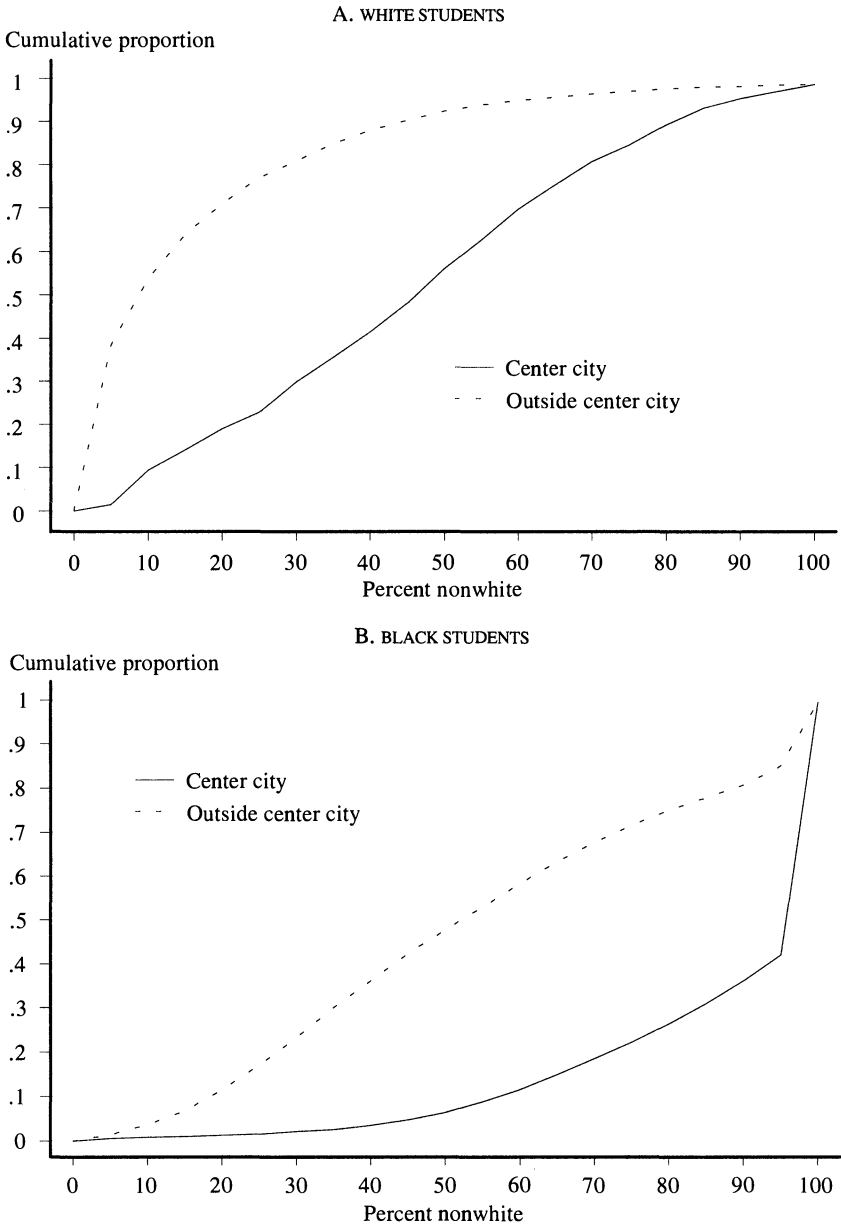 A. WHITE STUDENTS
Cumulative proportion
1
.9
.8
.7
.6
.5
.4
.3
.2
.1
0
Center city
Outside center city
0 10 20 30 40 50 60 70 80 90 100
Percent nonwhite
B. BLACK STUDENTS
Cumulative proportion
1
.9
.8
.7
.6
.5
.4
.3
.2
.1
0
Center city
Outside center city
0 10 20 30 40 50 60 70 80 90 100
Percent nonwhite